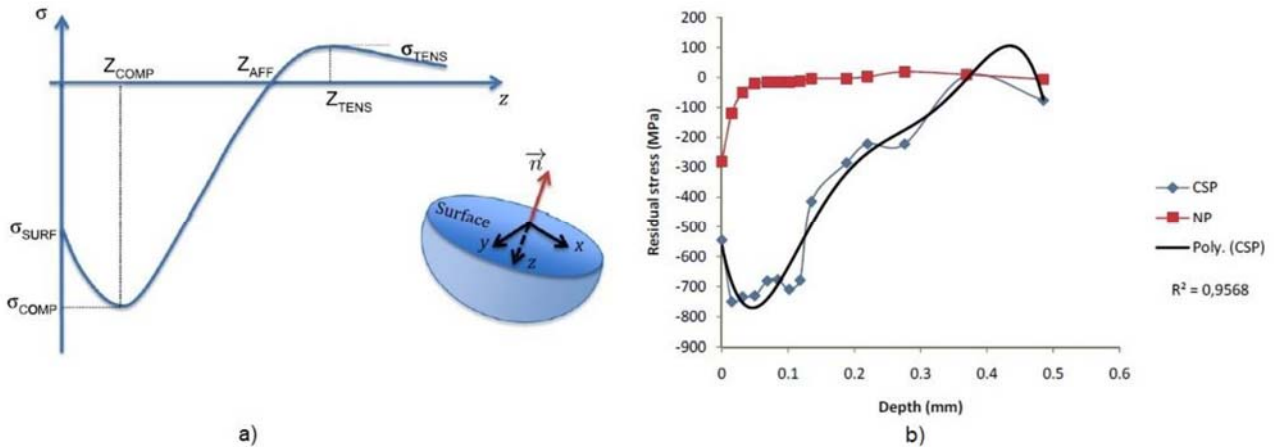 σ
Z_COMP
Z_AFF
σ_TENS
z
Z_TENS
σ_SURF
σ_COMP
n
Surface
y
x
z
a)
Residual stress (MPa)
200
100
0
-100
-200
-300
-400
-500
-600
-700
-800
-900
0
0.1
0.2
0.3
0.4
0.5
0.6
Depth (mm)
CSP
NP
Poly. (CSP)
R² = 0,9568
b)